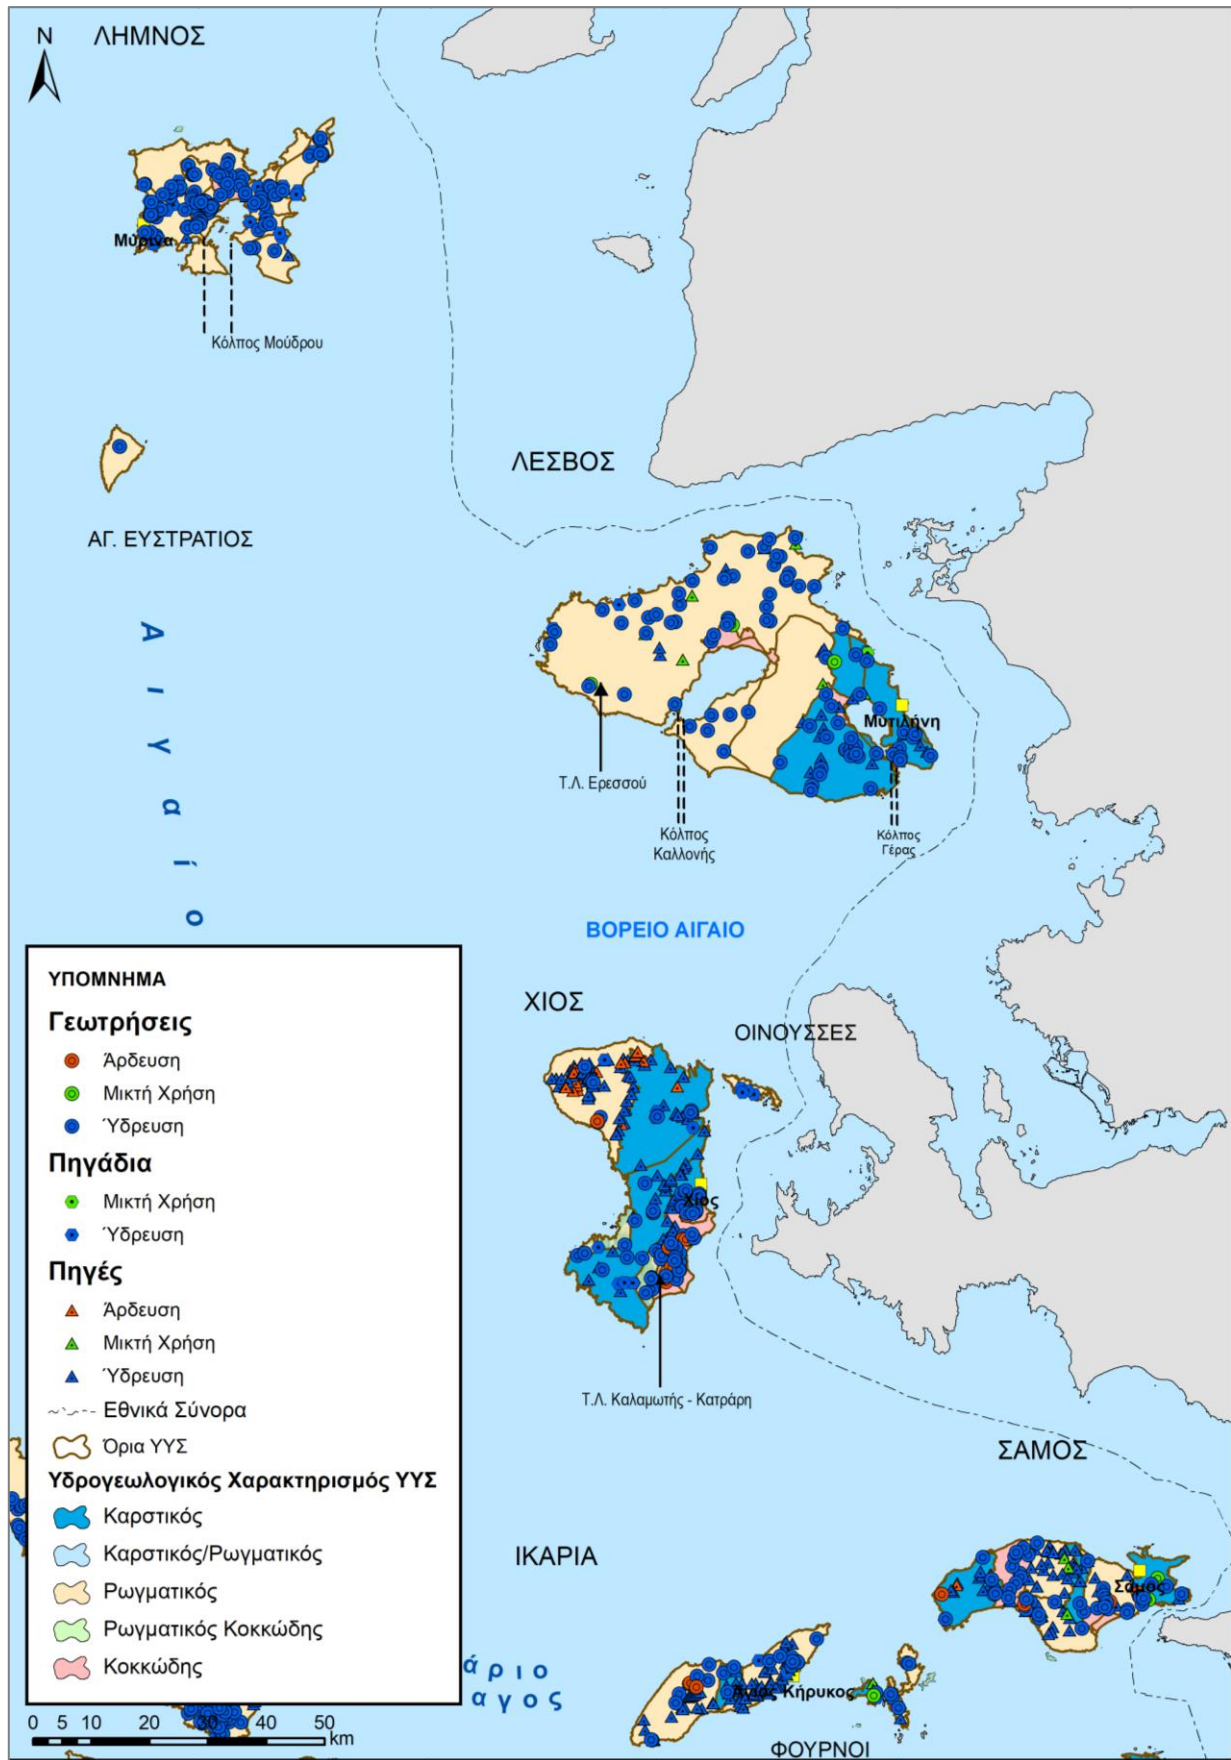 N
ΛΗΜΝΟΣ
Μύρινα
Κόλπος Μούδρου
ΛΕΣΒΟΣ
ΑΓ. ΕΥΣΤΡΑΤΙΟΣ
Αιγαίο
Μυτιλήνη
Τ.Λ. Ερεσσού
Κόλπος
Καλλονής
Κόλπος
Γέρας
ΒΟΡΕΙΟ ΑΙΓΑΙΟ
ΧΙΟΣ
ΟΙΝΟΥΣΣΕΣ
Χίος
Τ.Λ. Καλαμωτής - Κατράρη
ΣΑΜΟΣ
ΙΚΑΡΙΑ
Σάμος
άριο
αγος
Άγιος Κήρυκος
ΦΟΥΡΝΟΙ
ΥΠΟΜΝΗΜΑ
Γεωτρήσεις
Άρδευση
Μικτή Χρήση
Ύδρευση
Πηγάδια
Μικτή Χρήση
Ύδρευση
Πηγές
Άρδευση
Μικτή Χρήση
Ύδρευση
Εθνικά Σύνορα
Όρια ΥΥΣ
Υδρογεωλογικός Χαρακτηρισμός ΥΥΣ
Καρστικός
Καρστικός/Ρωγματικός
Ρωγματικός
Ρωγματικός Κοκκώδης
Κοκκώδης
0 5 10 20 30 40 50
km